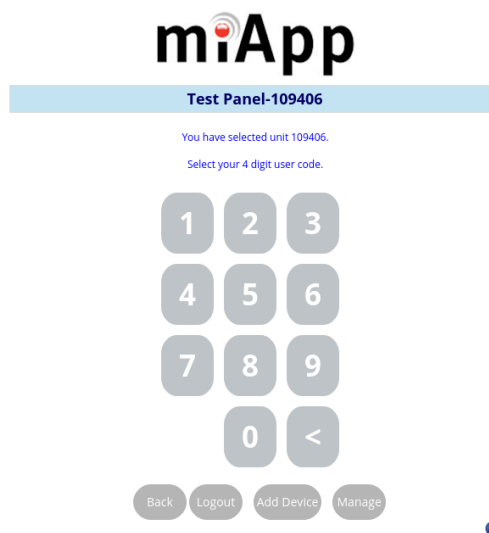 miApp
Test Panel-109406
You have selected unit 109406.
Select your 4 digit user code.
1 2 3
4 5 6
7 8 9
0 <
Back Logout Add Device Manage